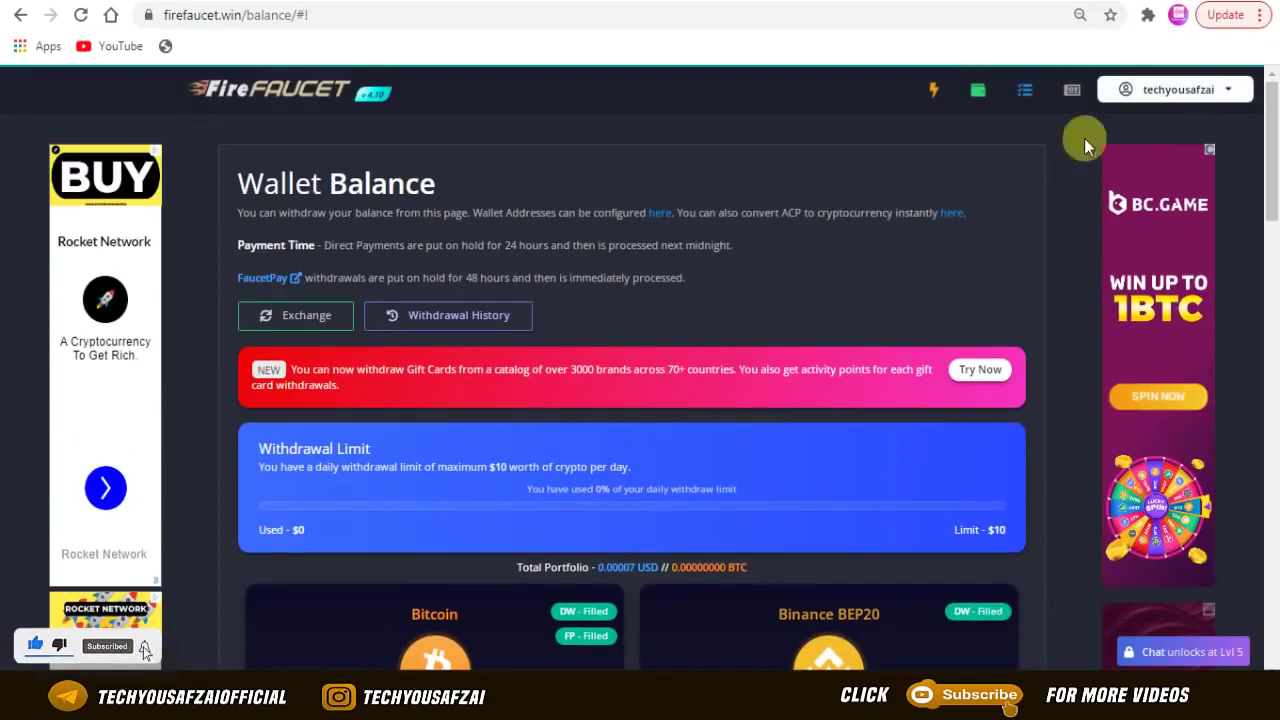 firefaucet.win/balance/#!
Update
Apps
YouTube
FireFAUCET
v 4.10
techyousafzai
BUY
Rocket Network
A Cryptocurrency
To Get Rich.
Rocket Network
ROCKET NETWORK
Wallet Balance
You can withdraw your balance from this page. Wallet Addresses can be configured here. You can also convert ACP to cryptocurrency instantly here.
Payment Time - Direct Payments are put on hold for 24 hours and then is processed next midnight.
FaucetPay withdrawals are put on hold for 48 hours and then is immediately processed.
Exchange
Withdrawal History
NEW You can now withdraw Gift Cards from a catalog of over 3000 brands across 70+ countries. You also get activity points for each gift
card withdrawals.
Try Now
Withdrawal Limit
You have a daily withdrawal limit of maximum $10 worth of crypto per day.
You have used 0% of your daily withdraw limit
Used - $0
Limit - $10
Total Portfolio - 0.00007 USD // 0.00000000 BTC
Bitcoin
DW - Filled
FP - Filled
Binance BEP20
DW - Filled
BC.GAME
WIN UP TO
1BTC
SPIN NOW
LUCKY
SPIN
Chat unlocks at Lvl 5
Subscribed
TECHYOUSAFZAIOFFICIAL
TECHYOUSAFZAI
CLICK
Subscribe
FOR MORE VIDEOS